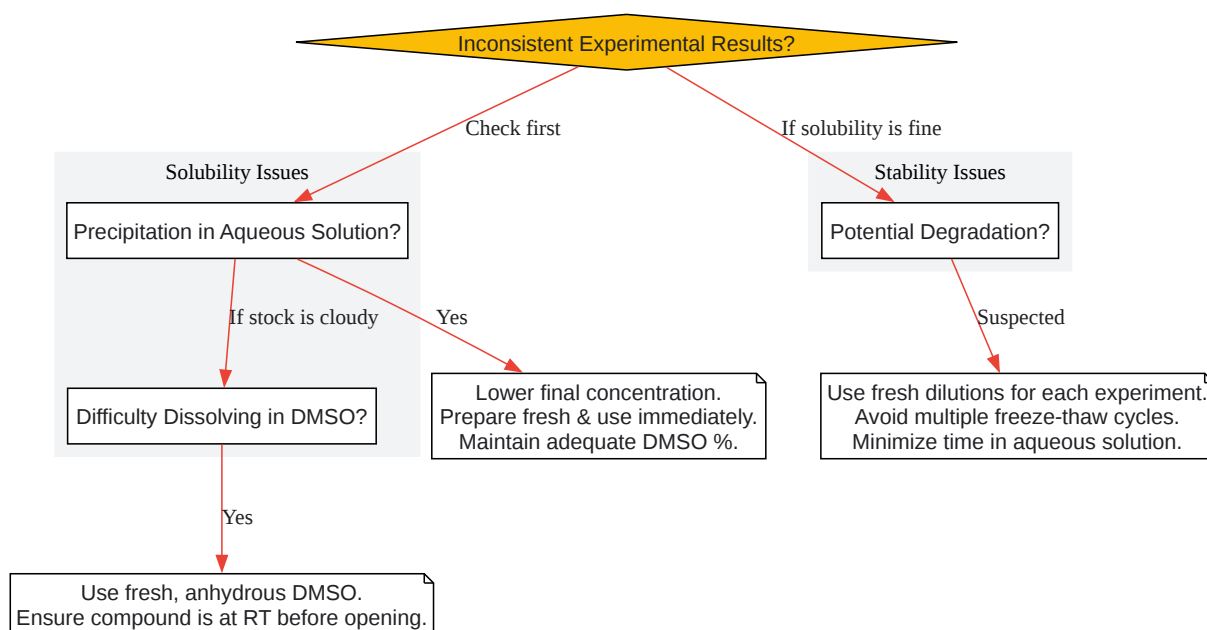 Inconsistent Experimental Results?
Check first
If solubility is fine
Solubility Issues
Stability Issues
Precipitation in Aqueous Solution?
Potential Degradation?
If stock is cloudy
Yes
Suspected
Difficulty Dissolving in DMSO?
Lower final concentration.
Prepare fresh & use immediately.
Maintain adequate DMSO %.
Use fresh dilutions for each experiment.
Avoid multiple freeze-thaw cycles.
Minimize time in aqueous solution.
Yes
Use fresh, anhydrous DMSO.
Ensure compound is at RT before opening.